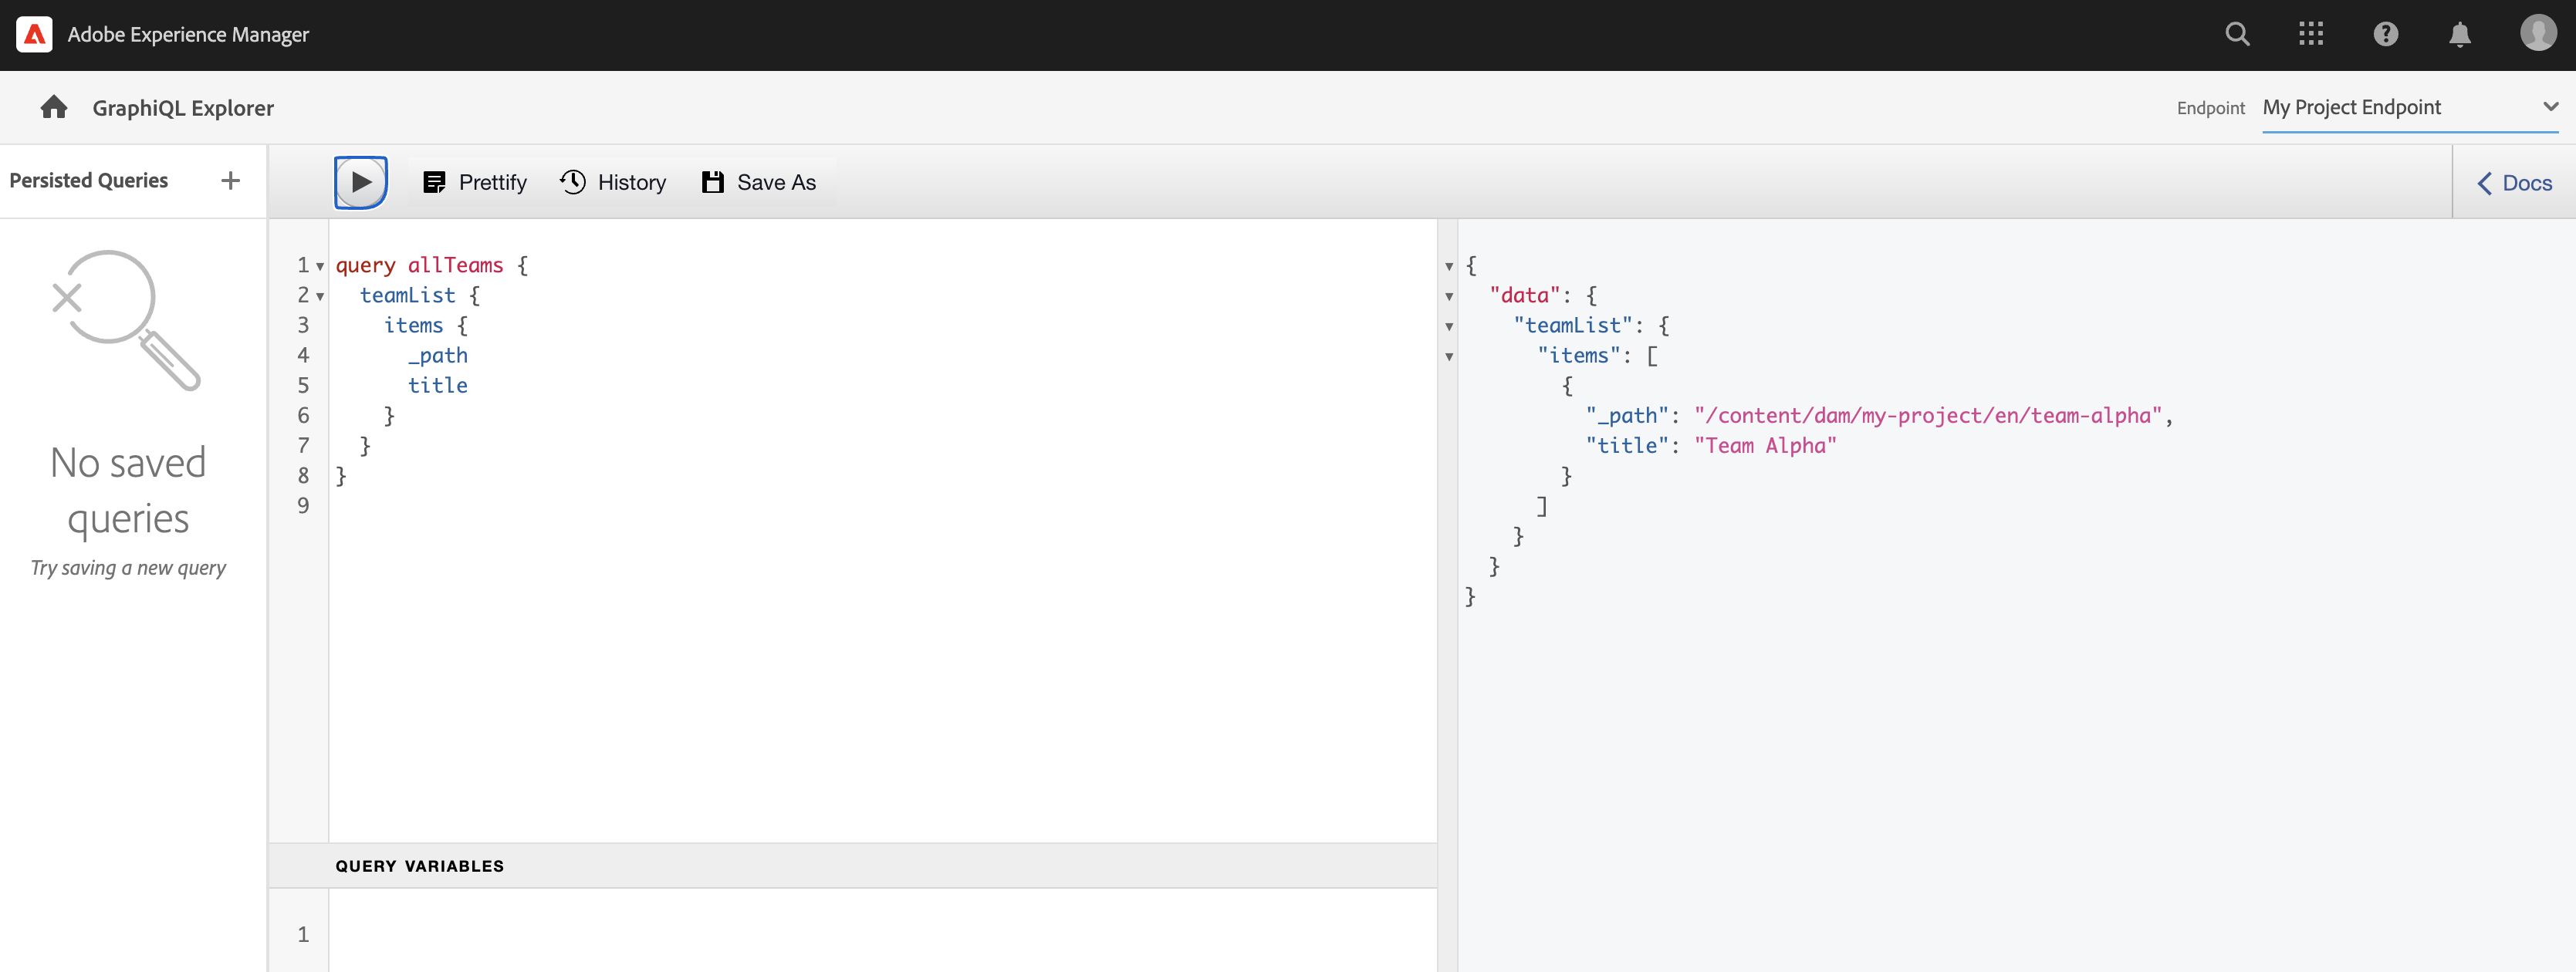 Adobe Experience Manager
GraphiQL Explorer
Endpoint My Project Endpoint
Persisted Queries +
Prettify History Save As
Docs
No saved
queries
Try saving a new query
1 query allTeams {
2   teamList {
3     items {
4       _path
5       title
6     }
7   }
8 }
9
QUERY VARIABLES
1
{
  "data": {
    "teamList": {
      "items": [
        {
          "_path": "/content/dam/my-project/en/team-alpha",
          "title": "Team Alpha"
        }
      ]
    }
  }
}